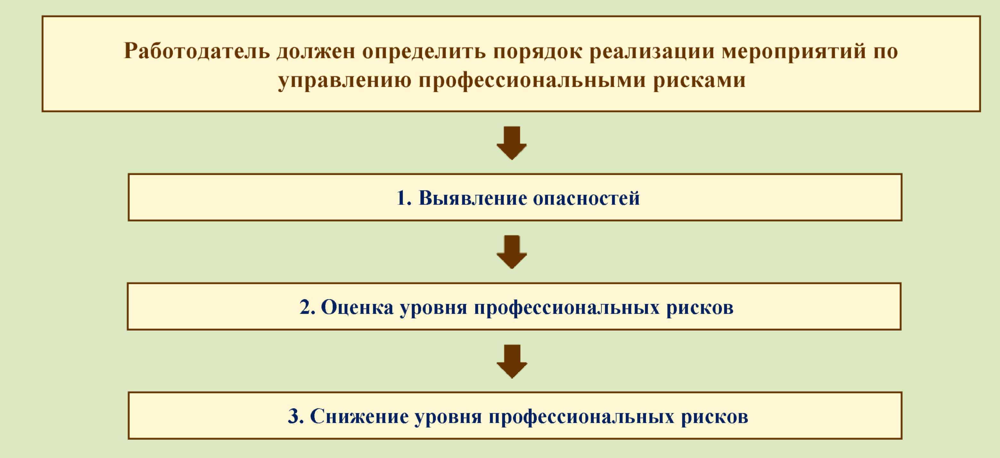 Работодатель должен определить порядок реализации мероприятий по
управлению профессиональными рисками
1. Выявление опасностей
2. Оценка уровня профессиональных рисков
3. Снижение уровня профессиональных рисков